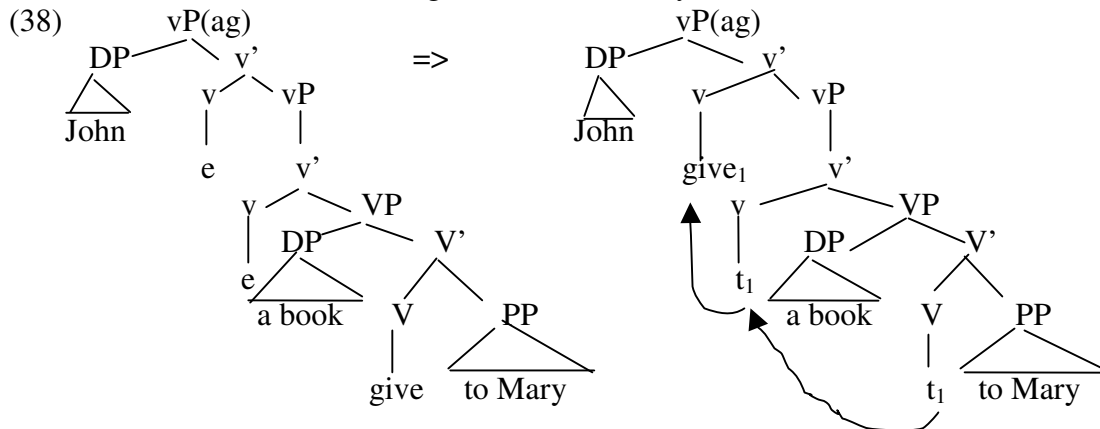 (38) vP(ag) vP(ag)
DP v’ => DP v’
v vP v vP
John John
e v’ give₁ v’
v VP v VP
DP V’ DP V’
e t₁
a book V PP a book V PP
give to Mary t₁ to Mary